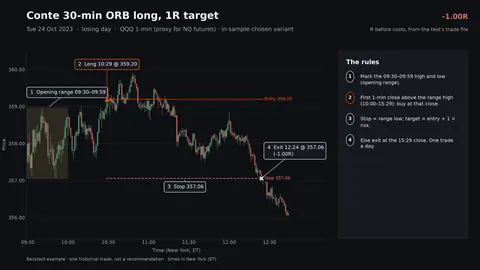 Conte 30-min ORB long, 1R target
-1.00R
Tue 24 Oct 2023 · losing day · QQQ 1-min (proxy for NQ futures) · in-sample-chosen variant
R before costs, from the test's trade file
2 Long 10:29 @ 359.20
1 Opening range 09:30–09:59
Entry 359.20
4 Exit 12:24 @ 357.06
(-1.00R)
Stop 357.06
3 Stop 357.06
360.00
359.00
358.00
357.00
356.00
Price
09:30
10:00
10:30
11:00
11:30
12:00
12:30
Time (New York, ET)
The rules
1 Mark the 09:30–09:59 high and low
(opening range).
2 First 1-min close above the range high
(10:00–15:29): buy at that close.
3 Stop = range low; target = entry + 1 ×
risk.
4 Else exit at the 15:29 close. One trade
a day.
Backtest example · one historical trade, not a recommendation · times in New York (ET)